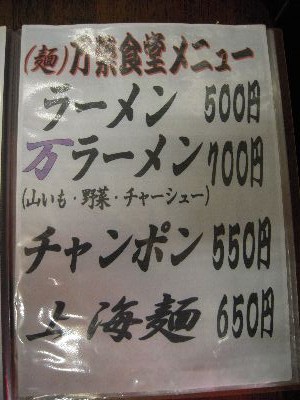 (麺)万繁食堂メニュー
ラーメン 500円
万ラーメン 700円
(山いも・野菜・チャーシュー)
チャンポン 550円
上海麺 650円